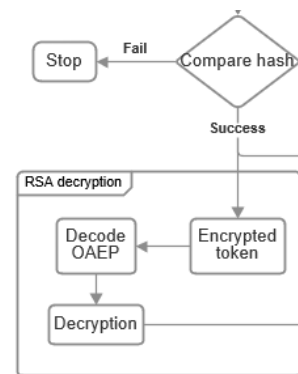 Fail
Stop
Compare hash
Success
RSA decryption
Decode
OAEP
Encrypted
token
Decryption